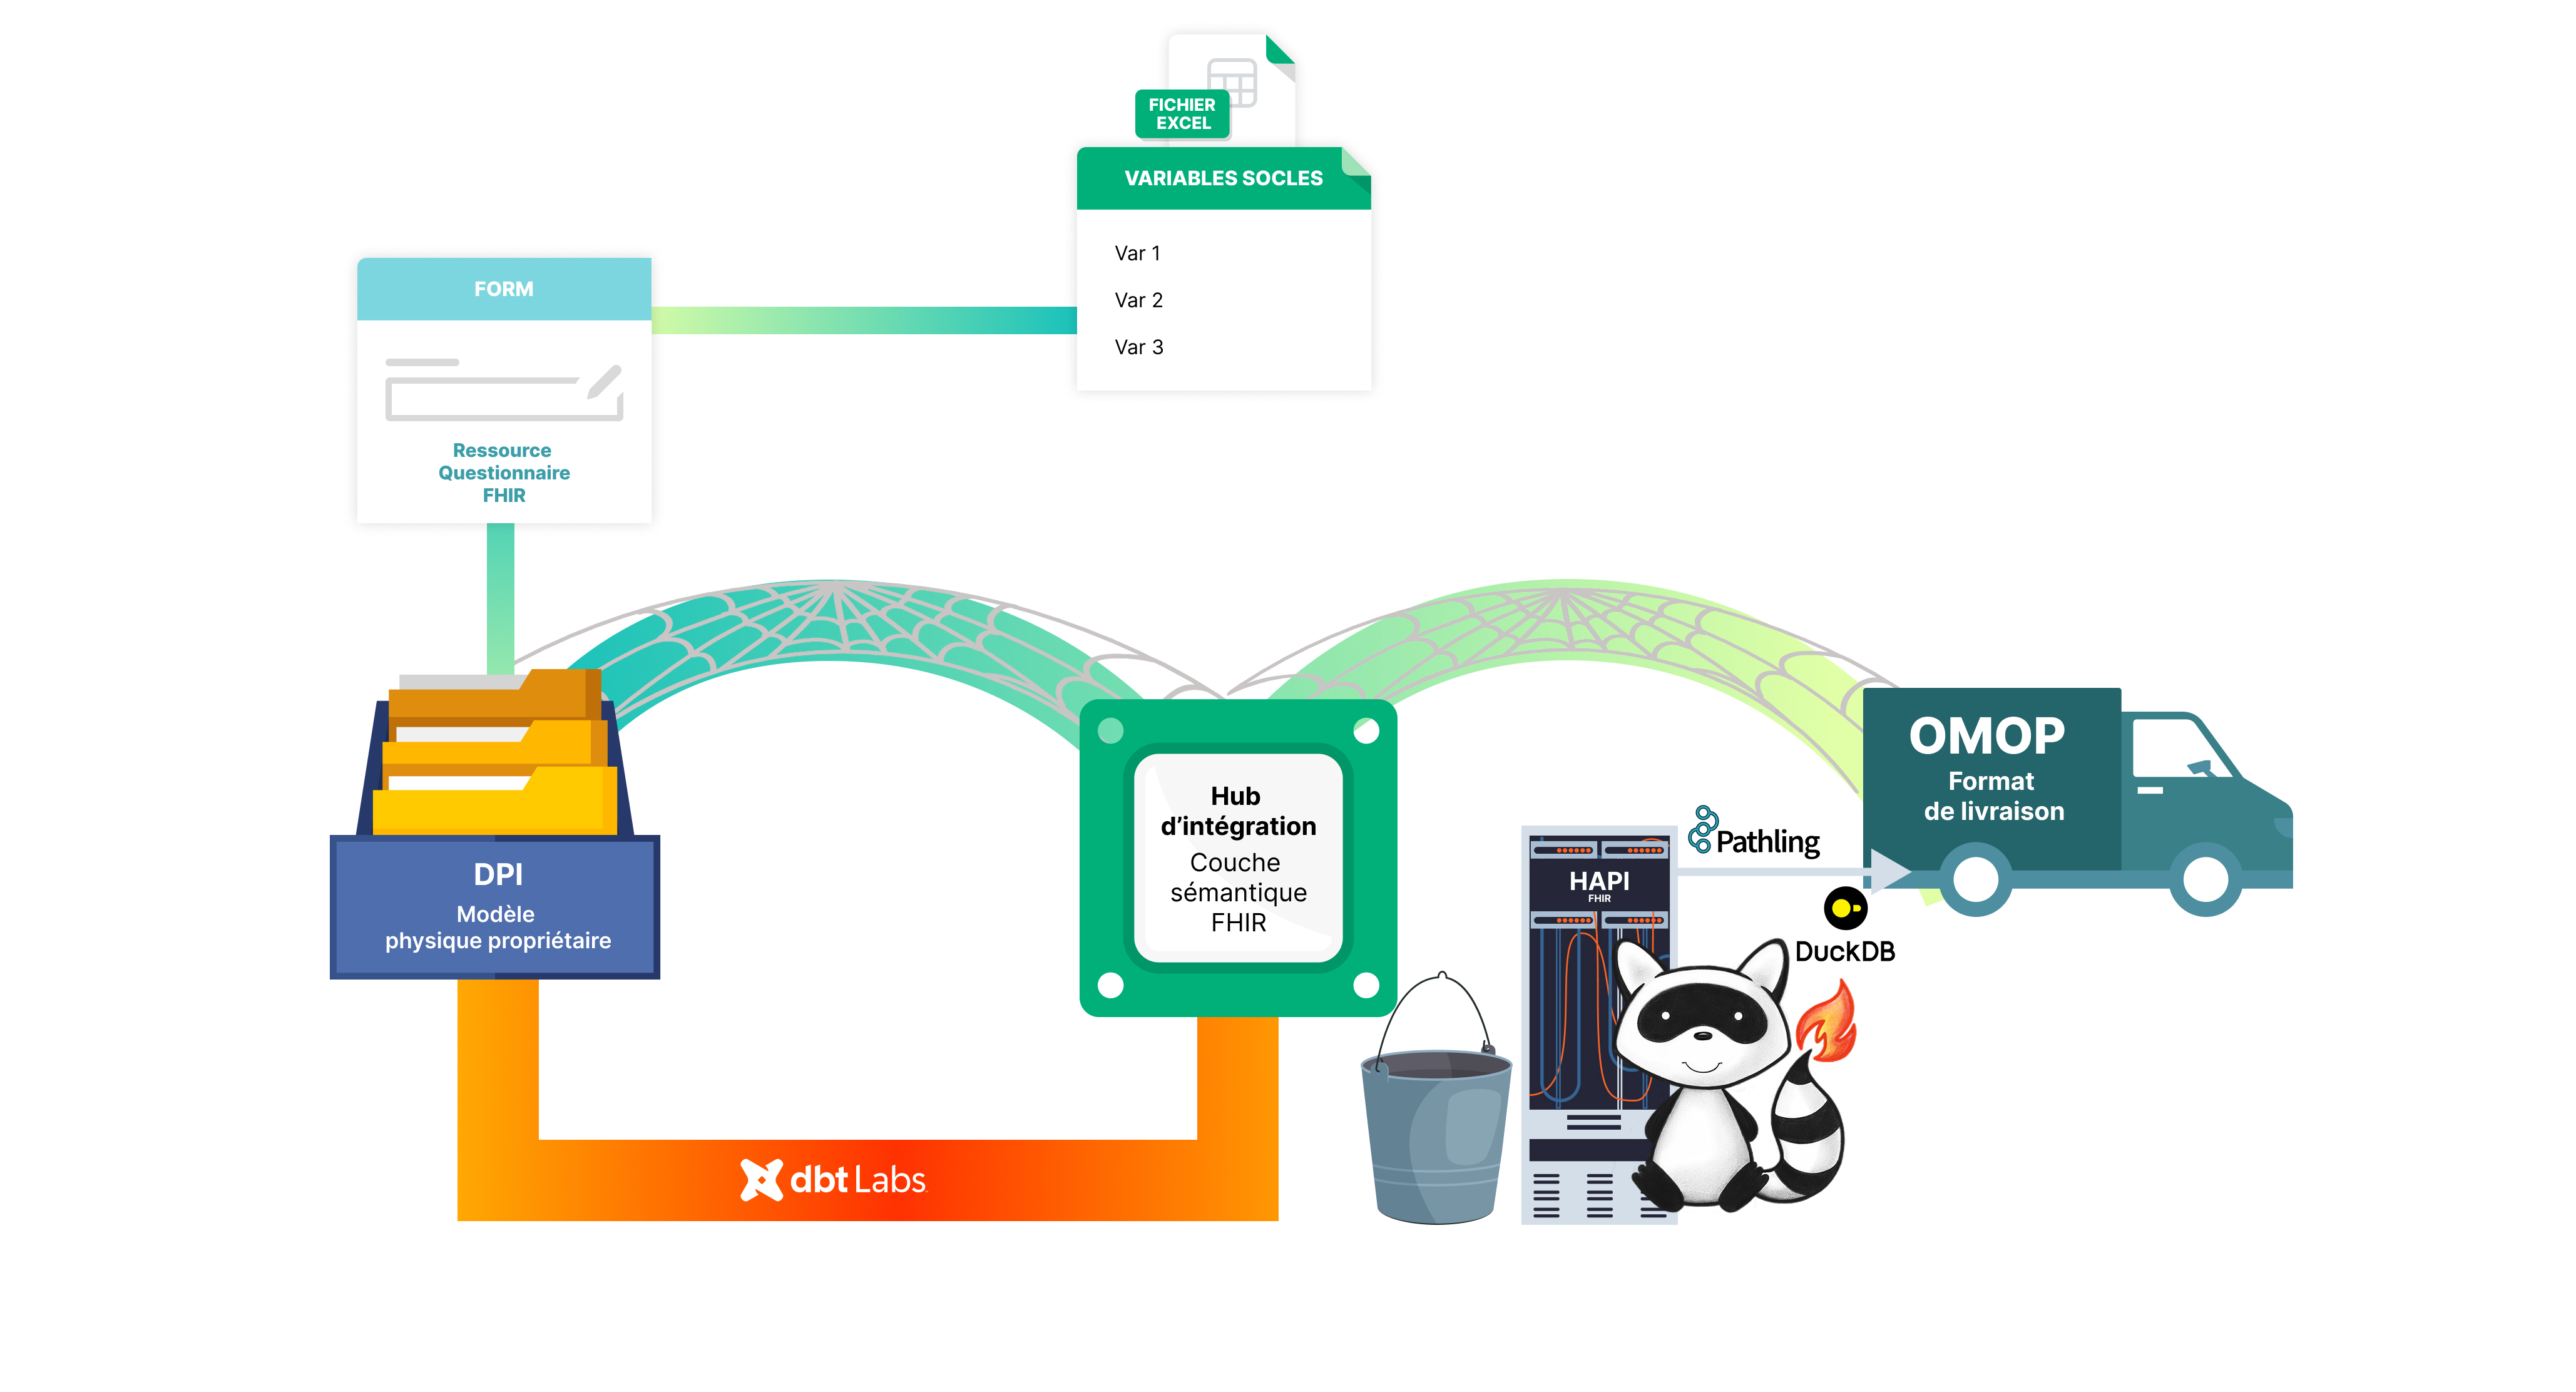 FICHIER
EXCEL
VARIABLES SOCLES
Var 1
Var 2
Var 3
FORM
Ressource
Questionnaire
FHIR
DPI
Modèle
physique propriétaire
Hub
d’intégration
Couche
sémantique
FHIR
OMOP
Format
de livraison
Pathling
HAPI
FHIR
DuckDB
dbt Labs